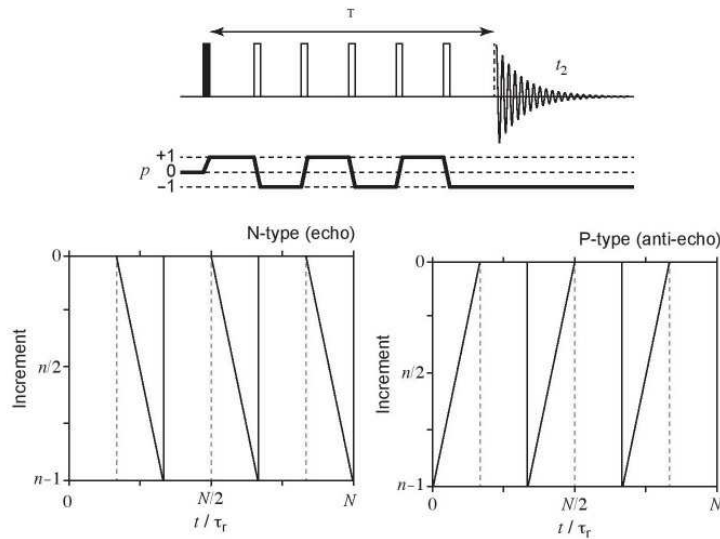 T
t2
p
+1
0
−1
N-type (echo)
0
n/2
n−1
Increment
0
N/2
N
t / τr
P-type (anti-echo)
0
n/2
n−1
Increment
0
N/2
N
t / τr